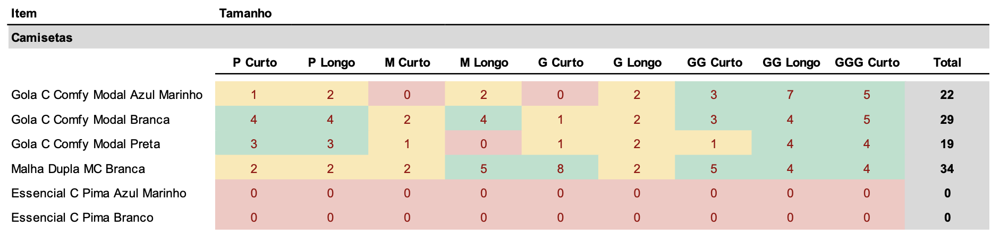 Item Tamanho
Camisetas
P Curto P Longo M Curto M Longo G Curto G Longo GG Curto GG Longo GGG Curto Total
Gola C Comfy Modal Azul Marinho 1 2 0 2 0 2 3 7 5 22
Gola C Comfy Modal Branca 4 4 2 4 1 2 3 4 5 29
Gola C Comfy Modal Preta 3 3 1 0 1 2 1 4 4 19
Malha Dupla MC Branca 2 2 2 5 8 2 5 4 4 34
Essencial C Pima Azul Marinho 0 0 0 0 0 0 0 0 0 0
Essencial C Pima Branco 0 0 0 0 0 0 0 0 0 0